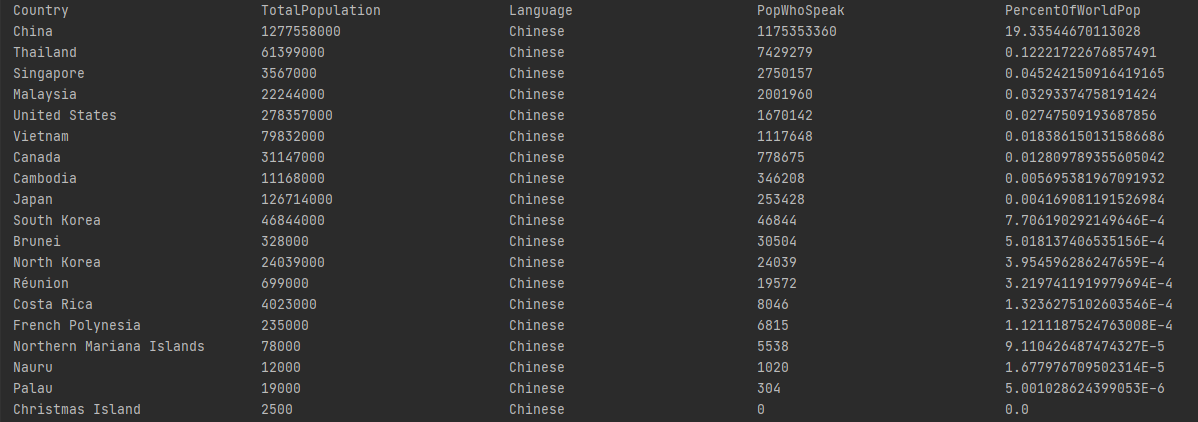 Country TotalPopulation Language PopWhoSpeak PercentOfWorldPop
China 1277558000 Chinese 1175353360 19.33544670113028
Thailand 61399000 Chinese 7429279 0.12221722676857491
Singapore 3567000 Chinese 2750157 0.045242150916419165
Malaysia 22244000 Chinese 2001960 0.03293374758191424
United States 278357000 Chinese 1670142 0.02747509193687856
Vietnam 79832000 Chinese 1117648 0.018386150131586686
Canada 31147000 Chinese 778675 0.012809789355605042
Cambodia 11168000 Chinese 346208 0.005695381967091932
Japan 126714000 Chinese 253428 0.004169081191526984
South Korea 46844000 Chinese 46844 7.706190292149646E-4
Brunei 328000 Chinese 30504 5.018137406535156E-4
North Korea 24039000 Chinese 24039 3.954596286247659E-4
Réunion 699000 Chinese 19572 3.2197411919979694E-4
Costa Rica 4023000 Chinese 8046 1.3236275102603546E-4
French Polynesia 235000 Chinese 6815 1.1211187524763008E-4
Northern Mariana Islands 78000 Chinese 5538 9.110426487474327E-5
Nauru 12000 Chinese 1020 1.677976709502314E-5
Palau 19000 Chinese 304 5.001028624399053E-6
Christmas Island 2500 Chinese 0 0.0